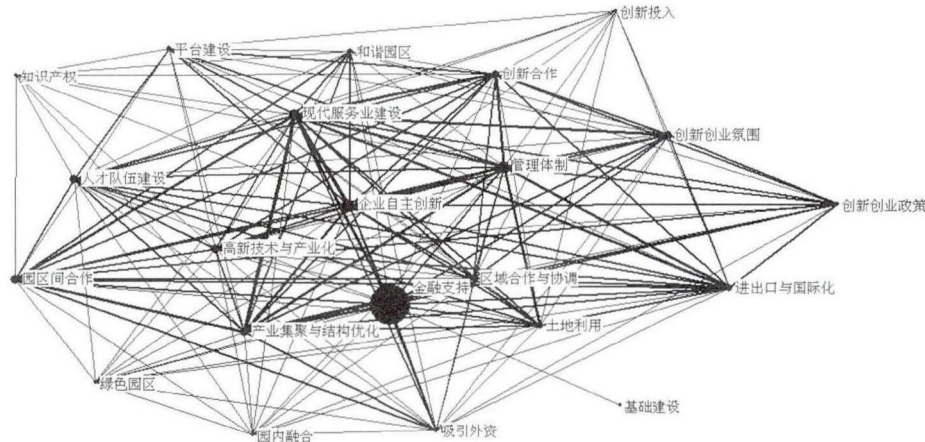 创新投入
平台建设
和谐园区
知识产权
创新合作
现代服务业建设
创新创业氛围
管理体制
人才队伍建设
企业自主创新
创新创业政策
高新技术与产业化
园区间合作
区域合作与协调
金融支持
进出口与国际化
产业集聚与结构优化
土地利用
绿色园区
基础建设
园内融合
吸引外资